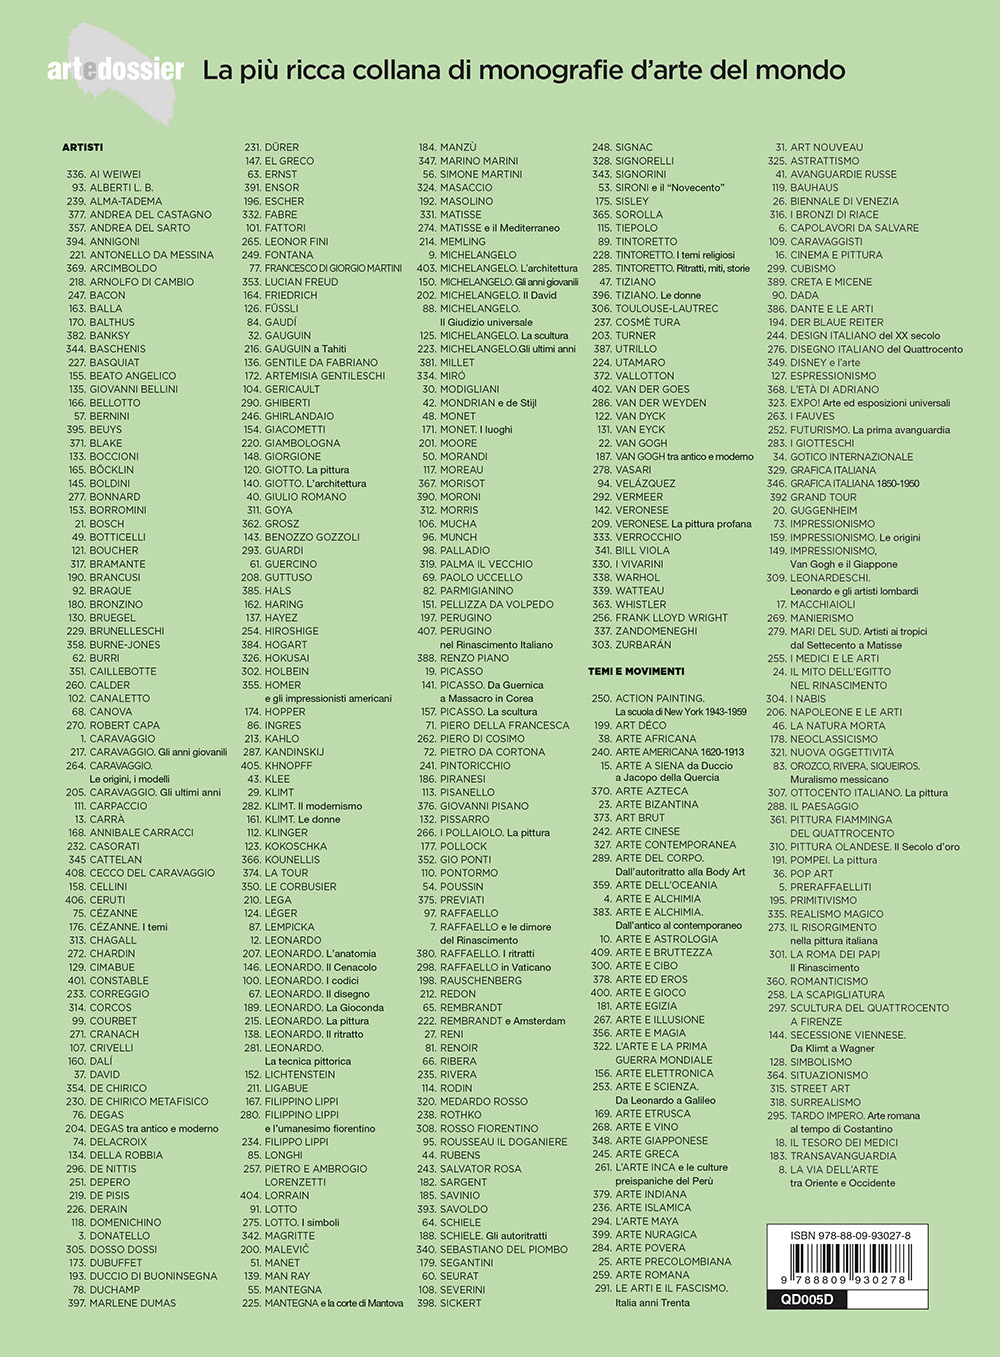 artedossier
La più ricca collana di monografie d'arte del mondo
ARTISTI
336. AI WEIWEI
93. ALBERTI L. B.
239. ALMA-TADEMA
377. ANDREA DEL CASTAGNO
357. ANDREA DEL SARTO
394. ANNIGONI
221. ANTONELLO DA MESSINA
369. ARCIMBOLDO
218. ARNOLFO DI CAMBIO
247. BACON
163. BALLA
170. BALTHUS
382. BANKSY
344. BASCHENIS
227. BASQUIAT
155. BEATO ANGELICO
135. GIOVANNI BELLINI
166. BELLOTTO
57. BERNINI
395. BEUYS
371. BLAKE
133. BOCCIONI
165. BÖCKLIN
145. BOLDINI
277. BONNARD
153. BORROMINI
21. BOSCH
49. BOTTICELLI
121. BOUCHER
317. BRAMANTE
190. BRANCUSI
92. BRAQUE
180. BRONZINO
130. BRUEGEL
229. BRUNELLESCHI
358. BURNE-JONES
62. BURRI
351. CAILLEBOTTE
260. CALDER
102. CANALETTO
68. CANOVA
270. ROBERT CAPA
1. CARAVAGGIO
217. CARAVAGGIO. Gli anni giovanili
264. CARAVAGGIO.
Le origini, i modelli
205. CARAVAGGIO. Gli ultimi anni
111. CARPACCIO
13. CARRÀ
168. ANNIBALE CARRACCI
232. CASORATI
345 CATTELAN
408. CECCO DEL CARAVAGGIO
158. CELLINI
406. CERUTI
75. CÉZANNE
176. CÉZANNE. I temi
313. CHAGALL
272. CHARDIN
129. CIMABUE
401. CONSTABLE
233. CORREGGIO
314. CORCOS
99. COURBET
271. CRANACH
107. CRIVELLI
160. DALÍ
37. DAVID
354. DE CHIRICO
230. DE CHIRICO METAFISICO
76. DEGAS
204. DEGAS tra antico e moderno
74. DELACROIX
134. DELLA ROBBIA
296. DE NITTIS
251. DEPERO
219. DE PISIS
226. DERAIN
118. DOMENICHINO
3. DONATELLO
305. DOSSO DOSSI
173. DUBUFFET
193. DUCCIO DI BUONINSEGNA
78. DUCHAMP
397. MARLENE DUMAS
231. DÜRER
147. EL GRECO
63. ERNST
391. ENSOR
196. ESCHER
332. FABRE
101. FATTORI
265. LEONOR FINI
249. FONTANA
77. FRANCESCO DI GIORGIO MARTINI
353. LUCIAN FREUD
164. FRIEDRICH
126. FÜSSLI
84. GAUDÍ
32. GAUGUIN
216. GAUGUIN a Tahiti
136. GENTILE DA FABRIANO
172. ARTEMISIA GENTILESCHI
104. GERICAULT
290. GHIBERTI
246. GHIRLANDAIO
154. GIACOMETTI
220. GIAMBOLOGNA
148. GIORGIONE
120. GIOTTO. La pittura
140. GIOTTO. L'architettura
40. GIULIO ROMANO
311. GOYA
362. GROSZ
143. BENOZZO GOZZOLI
293. GUARDI
61. GUERCINO
208. GUTTUSO
385. HALS
162. HARING
137. HAYEZ
254. HIROSHIGE
384. HOGART
326. HOKUSAI
302. HOLBEIN
355. HOMER
e gli impressionisti americani
174. HOPPER
86. INGRES
213. KAHLO
287. KANDINSKIJ
405. KHNOPFF
43. KLEE
29. KLIMT
282. KLIMT. Il modernismo
161. KLIMT. Le donne
112. KLINGER
123. KOKOSCHKA
366. KOUNELLIS
374. LA TOUR
350. LE CORBUSIER
210. LEGA
124. LÉGER
87. LEMPICKA
12. LEONARDO
207. LEONARDO. L'anatomia
146. LEONARDO. Il Cenacolo
100. LEONARDO. I codici
67. LEONARDO. Il disegno
189. LEONARDO. La Gioconda
215. LEONARDO. La pittura
138. LEONARDO. Il ritratto
281. LEONARDO.
La tecnica pittorica
152. LICHTENSTEIN
211. LIGABUE
167. FILIPPINO LIPPI
280. FILIPPINO LIPPI
e l'umanesimo fiorentino
234. FILIPPO LIPPI
85. LONGHI
257. PIETRO E AMBROGIO
LORENZETTI
404. LORRAIN
91. LOTTO
275. LOTTO. I simboli
342. MAGRITTE
200. MALEVIČ
51. MANET
139. MAN RAY
55. MANTEGNA
225. MANTEGNA e la corte di Mantova
184. MANZÙ
347. MARINO MARINI
56. SIMONE MARTINI
324. MASACCIO
192. MASOLINO
331. MATISSE
274. MATISSE e il Mediterraneo
214. MEMLING
9. MICHELANGELO
403. MICHELANGELO. L'architettura
150. MICHELANGELO. Gli anni giovanili
202. MICHELANGELO. Il David
88. MICHELANGELO.
Il Giudizio universale
125. MICHELANGELO. La scultura
223. MICHELANGELO.Gli ultimi anni
381. MILLET
334. MIRÓ
30. MODIGLIANI
42. MONDRIAN e de Stijl
48. MONET
171. MONET. I luoghi
201. MOORE
50. MORANDI
117. MOREAU
367. MORISOT
390. MORONI
312. MORRIS
106. MUCHA
96. MUNCH
98. PALLADIO
319. PALMA IL VECCHIO
69. PAOLO UCCELLO
82. PARMIGIANINO
151. PELLIZZA DA VOLPEDO
197. PERUGINO
407. PERUGINO
nel Rinascimento Italiano
388. RENZO PIANO
19. PICASSO
141. PICASSO. Da Guernica
a Massacro in Corea
157. PICASSO. La scultura
71. PIERO DELLA FRANCESCA
262. PIERO DI COSIMO
72. PIETRO DA CORTONA
241. PINTORICCHIO
186. PIRANESI
113. PISANELLO
376. GIOVANNI PISANO
132. PISSARRO
266. I POLLAIOLO. La pittura
177. POLLOCK
352. GIO PONTI
110. PONTORMO
54. POUSSIN
375. PREVIATI
97. RAFFAELLO
7. RAFFAELLO e le dimore
del Rinascimento
380. RAFFAELLO. I ritratti
298. RAFFAELLO in Vaticano
198. RAUSCHENBERG
212. REDON
65. REMBRANDT
222. REMBRANDT e Amsterdam
27. RENI
81. RENOIR
66. RIBERA
235. RIVERA
114. RODIN
320. MEDARDO ROSSO
238. ROTHKO
308. ROSSO FIORENTINO
95. ROUSSEAU IL DOGANIERE
44. RUBENS
243. SALVATOR ROSA
182. SARGENT
185. SAVINIO
393. SAVOLDO
64. SCHIELE
188. SCHIELE. Gli autoritratti
340. SEBASTIANO DEL PIOMBO
179. SEGANTINI
60. SEURAT
108. SEVERINI
398. SICKERT
248. SIGNAC
328. SIGNORELLI
343. SIGNORINI
53. SIRONI e il "Novecento"
175. SISLEY
365. SOROLLA
115. TIEPOLO
89. TINTORETTO
228. TINTORETTO. I temi religiosi
285. TINTORETTO. Ritratti, miti, storie
47. TIZIANO
396. TIZIANO. Le donne
306. TOULOUSE-LAUTREC
237. COSMÈ TURA
203. TURNER
387. UTRILLO
224. UTAMARO
372. VALLOTTON
402. VAN DER GOES
286. VAN DER WEYDEN
122. VAN DYCK
131. VAN EYCK
22. VAN GOGH
187. VAN GOGH tra antico e moderno
278. VASARI
94. VELÁZQUEZ
292. VERMEER
142. VERONESE
209. VERONESE. La pittura profana
333. VERROCCHIO
341. BILL VIOLA
330. I VIVARINI
338. WARHOL
339. WATTEAU
363. WHISTLER
256. FRANK LLOYD WRIGHT
337. ZANDOMENEGHI
303. ZURBARÁN
TEMI E MOVIMENTI
250. ACTION PAINTING.
La scuola di New York 1943-1959
199. ART DÉCO
38. ARTE AFRICANA
240. ARTE AMERICANA 1620-1913
15. ARTE A SIENA da Duccio
a Jacopo della Quercia
370. ARTE AZTECA
23. ARTE BIZANTINA
373. ART BRUT
242. ARTE CINESE
327. ARTE CONTEMPORANEA
289. ARTE DEL CORPO.
Dall'autoritratto alla Body Art
359. ARTE DELL'OCEANIA
4. ARTE E ALCHIMIA
383. ARTE E ALCHIMIA.
Dall'antico al contemporaneo
10. ARTE E ASTROLOGIA
409. ARTE E BRUTTEZZA
300. ARTE E CIBO
378. ARTE ED EROS
400. ARTE E GIOCO
181. ARTE EGIZIA
267. ARTE E ILLUSIONE
356. ARTE E MAGIA
322. L'ARTE E LA PRIMA
GUERRA MONDIALE
156. ARTE ELETTRONICA
253. ARTE E SCIENZA.
Da Leonardo a Galileo
169. ARTE ETRUSCA
268. ARTE E VINO
348. ARTE GIAPPONESE
245. ARTE GRECA
261. L'ARTE INCA e le culture
preispaniche del Perù
379. ARTE INDIANA
236. ARTE ISLAMICA
294. L'ARTE MAYA
399. ARTE NURAGICA
284. ARTE POVERA
25. ARTE PRECOLOMBIANA
259. ARTE ROMANA
291. LE ARTI E IL FASCISMO.
Italia anni Trenta
31. ART NOUVEAU
325. ASTRATTISMO
41. AVANGUARDIE RUSSE
119. BAUHAUS
26. BIENNALE DI VENEZIA
316. I BRONZI DI RIACE
6. CAPOLAVORI DA SALVARE
109. CARAVAGGISTI
16. CINEMA E PITTURA
299. CUBISMO
389. CRETA E MICENE
90. DADA
386. DANTE E LE ARTI
194. DER BLAUE REITER
244. DESIGN ITALIANO del XX secolo
276. DISEGNO ITALIANO del Quattrocento
349. DISNEY e l'arte
127. ESPRESSIONISMO
368. L'ETÀ DI ADRIANO
323. EXPO! Arte ed esposizioni universali
263. I FAUVES
252. FUTURISMO. La prima avanguardia
283. I GIOTTESCHI
34. GOTICO INTERNAZIONALE
329. GRAFICA ITALIANA
346. GRAFICA ITALIANA 1850-1950
392 GRAND TOUR
20. GUGGENHEIM
73. IMPRESSIONISMO
159. IMPRESSIONISMO. Le origini
149. IMPRESSIONISMO,
Van Gogh e il Giappone
309. LEONARDESCHI.
Leonardo e gli artisti lombardi
17. MACCHIAIOLI
269. MANIERISMO
279. MARI DEL SUD. Artisti ai tropici
dal Settecento a Matisse
255. I MEDICI E LE ARTI
24. IL MITO DELL'EGITTO
NEL RINASCIMENTO
304. I NABIS
206. NAPOLEONE E LE ARTI
46. LA NATURA MORTA
178. NEOCLASSICISMO
321. NUOVA OGGETTIVITÀ
83. OROZCO, RIVERA, SIQUEIROS.
Muralismo messicano
307. OTTOCENTO ITALIANO. La pittura
288. IL PAESAGGIO
361. PITTURA FIAMMINGA
DEL QUATTROCENTO
310. PITTURA OLANDESE. Il Secolo d'oro
191. POMPEI. La pittura
36. POP ART
5. PRERAFFAELLITI
195. PRIMITIVISMO
335. REALISMO MAGICO
273. IL RISORGIMENTO
nella pittura italiana
301. LA ROMA DEI PAPI
Il Rinascimento
360. ROMANTICISMO
258. LA SCAPIGLIATURA
297. SCULTURA DEL QUATTROCENTO
A FIRENZE
144. SECESSIONE VIENNESE.
Da Klimt a Wagner
128. SIMBOLISMO
364. SITUAZIONISMO
315. STREET ART
318. SURREALISMO
295. TARDO IMPERO. Arte romana
al tempo di Costantino
18. IL TESORO DEI MEDICI
183. TRANSAVANGUARDIA
8. LA VIA DELL'ARTE
tra Oriente e Occidente
ISBN 978-88-09-93027-8
9 788809 930278
QD005D